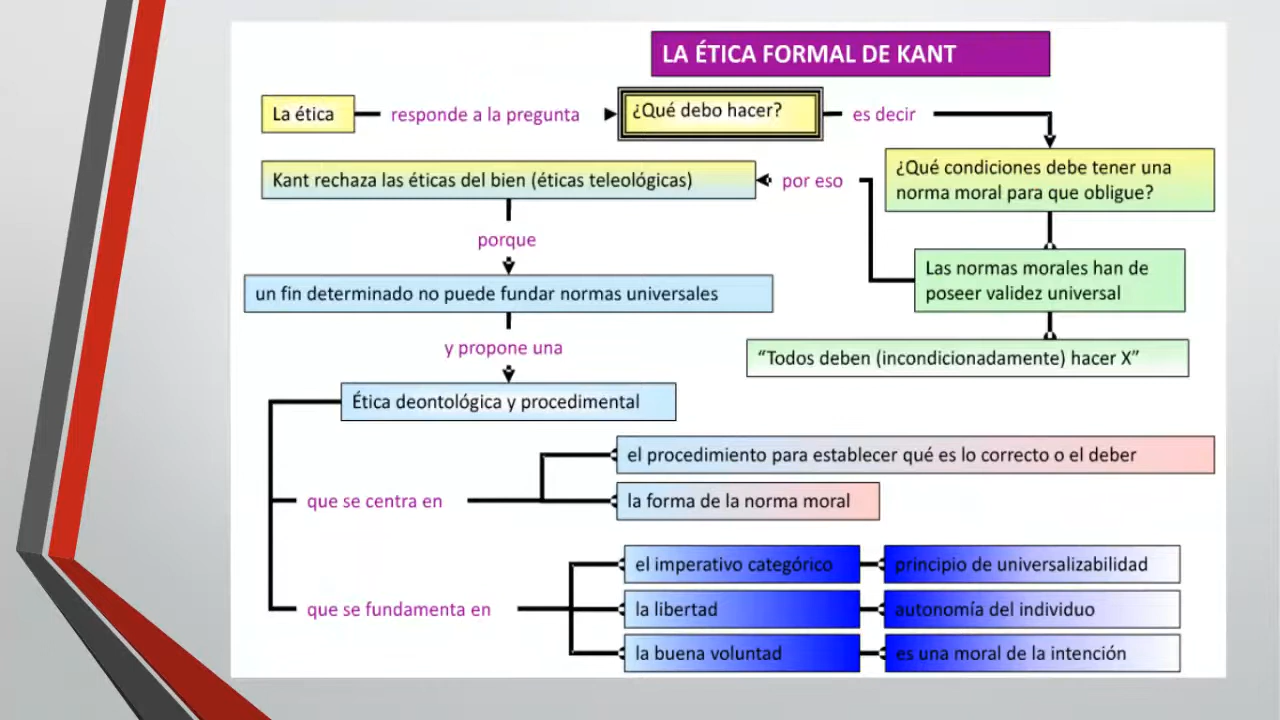 LA ÉTICA FORMAL DE KANT
La ética
responde a la pregunta
¿Qué debo hacer?
es decir
¿Qué condiciones debe tener una
norma moral para que obligue?
Kant rechaza las éticas del bien (éticas teleológicas)
por eso
porque
Las normas morales han de
poseer validez universal
un fin determinado no puede fundar normas universales
y propone una
“Todos deben (incondicionadamente) hacer X”
Ética deontológica y procedimental
el procedimiento para establecer qué es lo correcto o el deber
que se centra en
la forma de la norma moral
el imperativo categórico
principio de universalizabilidad
que se fundamenta en
la libertad
autonomía del individuo
la buena voluntad
es una moral de la intención